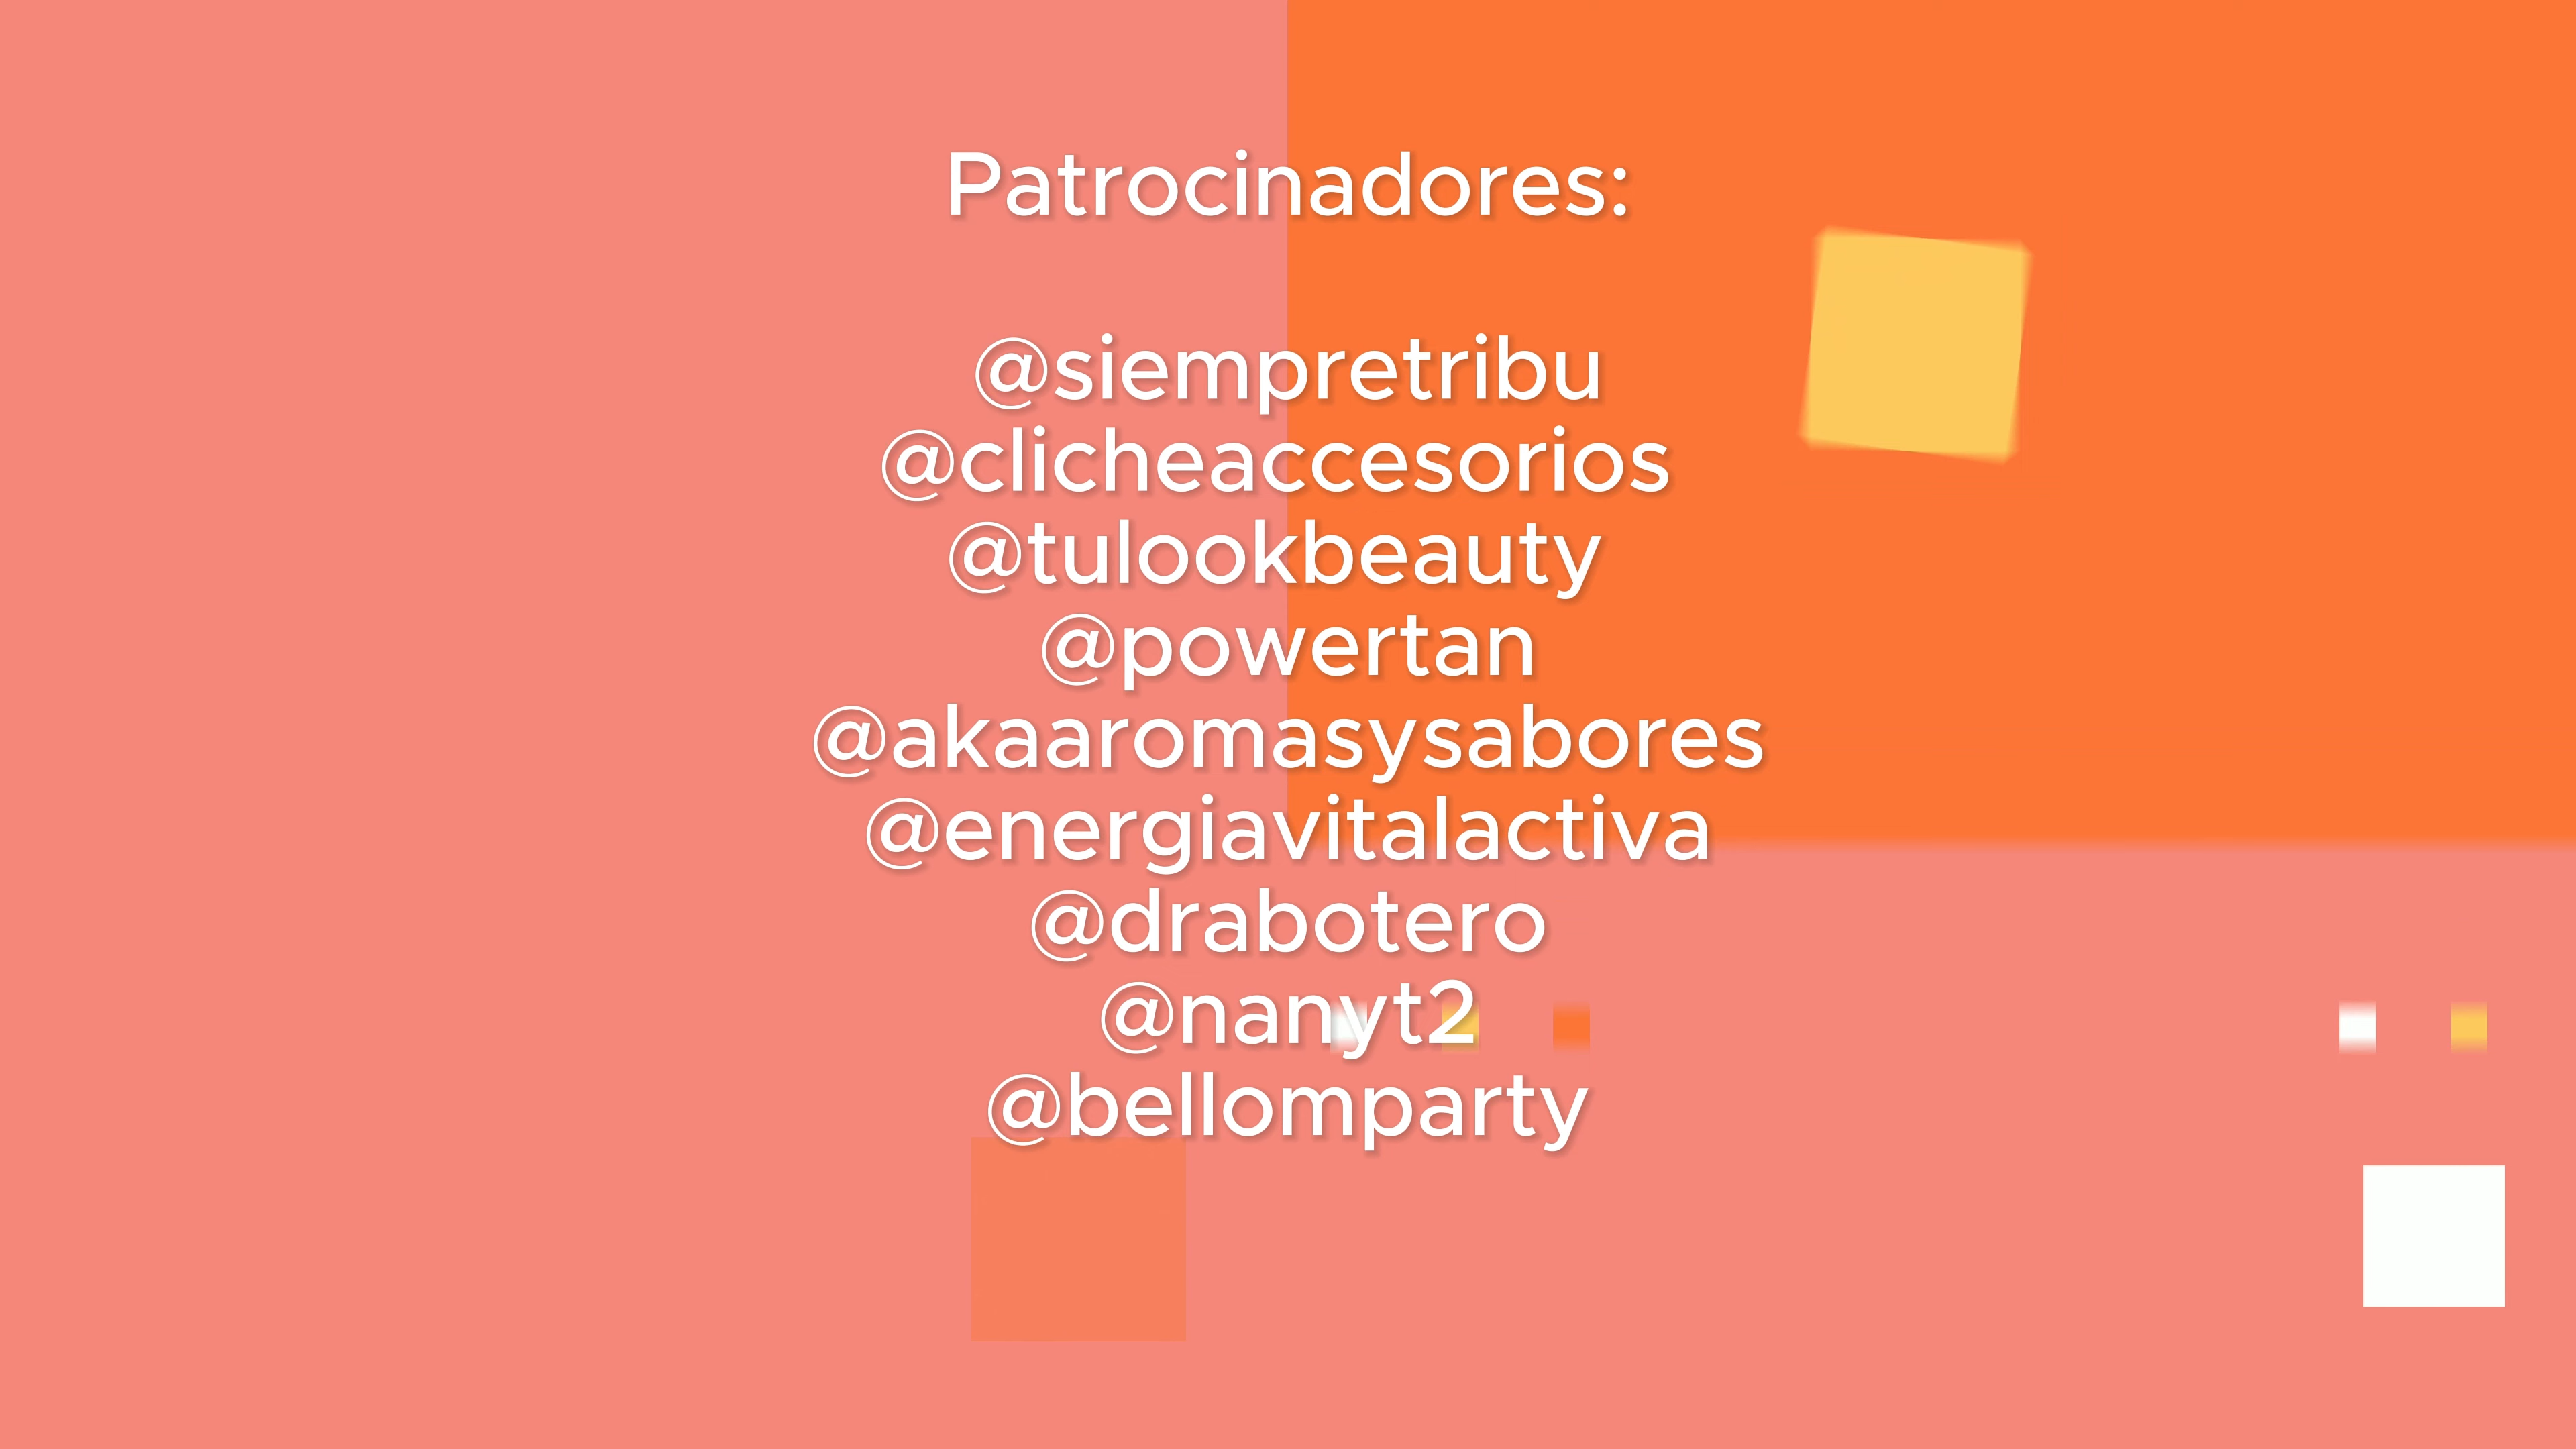 Patrocinadores:
@siempretribu
@clicheaccesorios
@tulookbeauty
@powertan
@akaaromasysabores
@energiavitalactiva
@drabotero
@nanyt2
@bellomparty